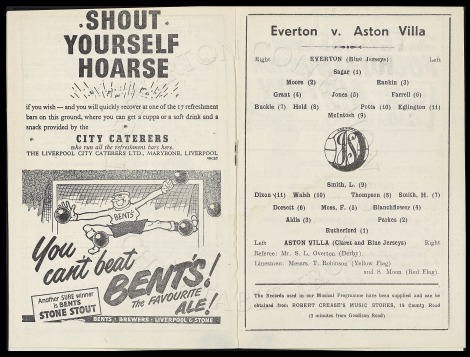 SHOUT
YOURSELF
HOARSE
if you wish — and you will quickly recover at one of the 17 refreshment
bars on this ground, where you can get a cuppa or a soft drink and a
snack provided by the
CITY CATERERS
who run all the refreshment bars here.
THE LIVERPOOL CITY CATERERS LTD., MARYBONE, LIVERPOOL
BENTS
You
can't beat
BENT'S!
The FAVOURITE
ALE!
Another SURE winner
is BENTS
STONE STOUT
BENTS · BREWERS · LIVERPOOL & STONE
Everton v. Aston Villa
Right EVERTON (Blue Jerseys) Left
Sagar (1)
Moore (2) Rankin (3)
Grant (4) Jones (5) Farrell (6)
Buckle (7) Hold (8) Potts (10) Eglington (11)
McIntosh (9)
Smith, L. (9)
Dixon (11) Walsh (10) Thompson (8) Smith, H. (7)
Dorsett (6) Moss, F. (5) Blanchflower (4)
Aldis (3) Parkes (2)
Rutherford (1)
Left ASTON VILLA (Claret and Blue Jerseys) Right
Referee: Mr. S. L. Overton (Derby).
Linesmen: Messrs. T. Robinson (Yellow Flag)
and S. Moon (Red Flag).
The Records used in our Musical Programme have been supplied and can be
obtained from ROBERT CREASE'S MUSIC STORES, 19 County Road
(3 minutes from Goodison Road)